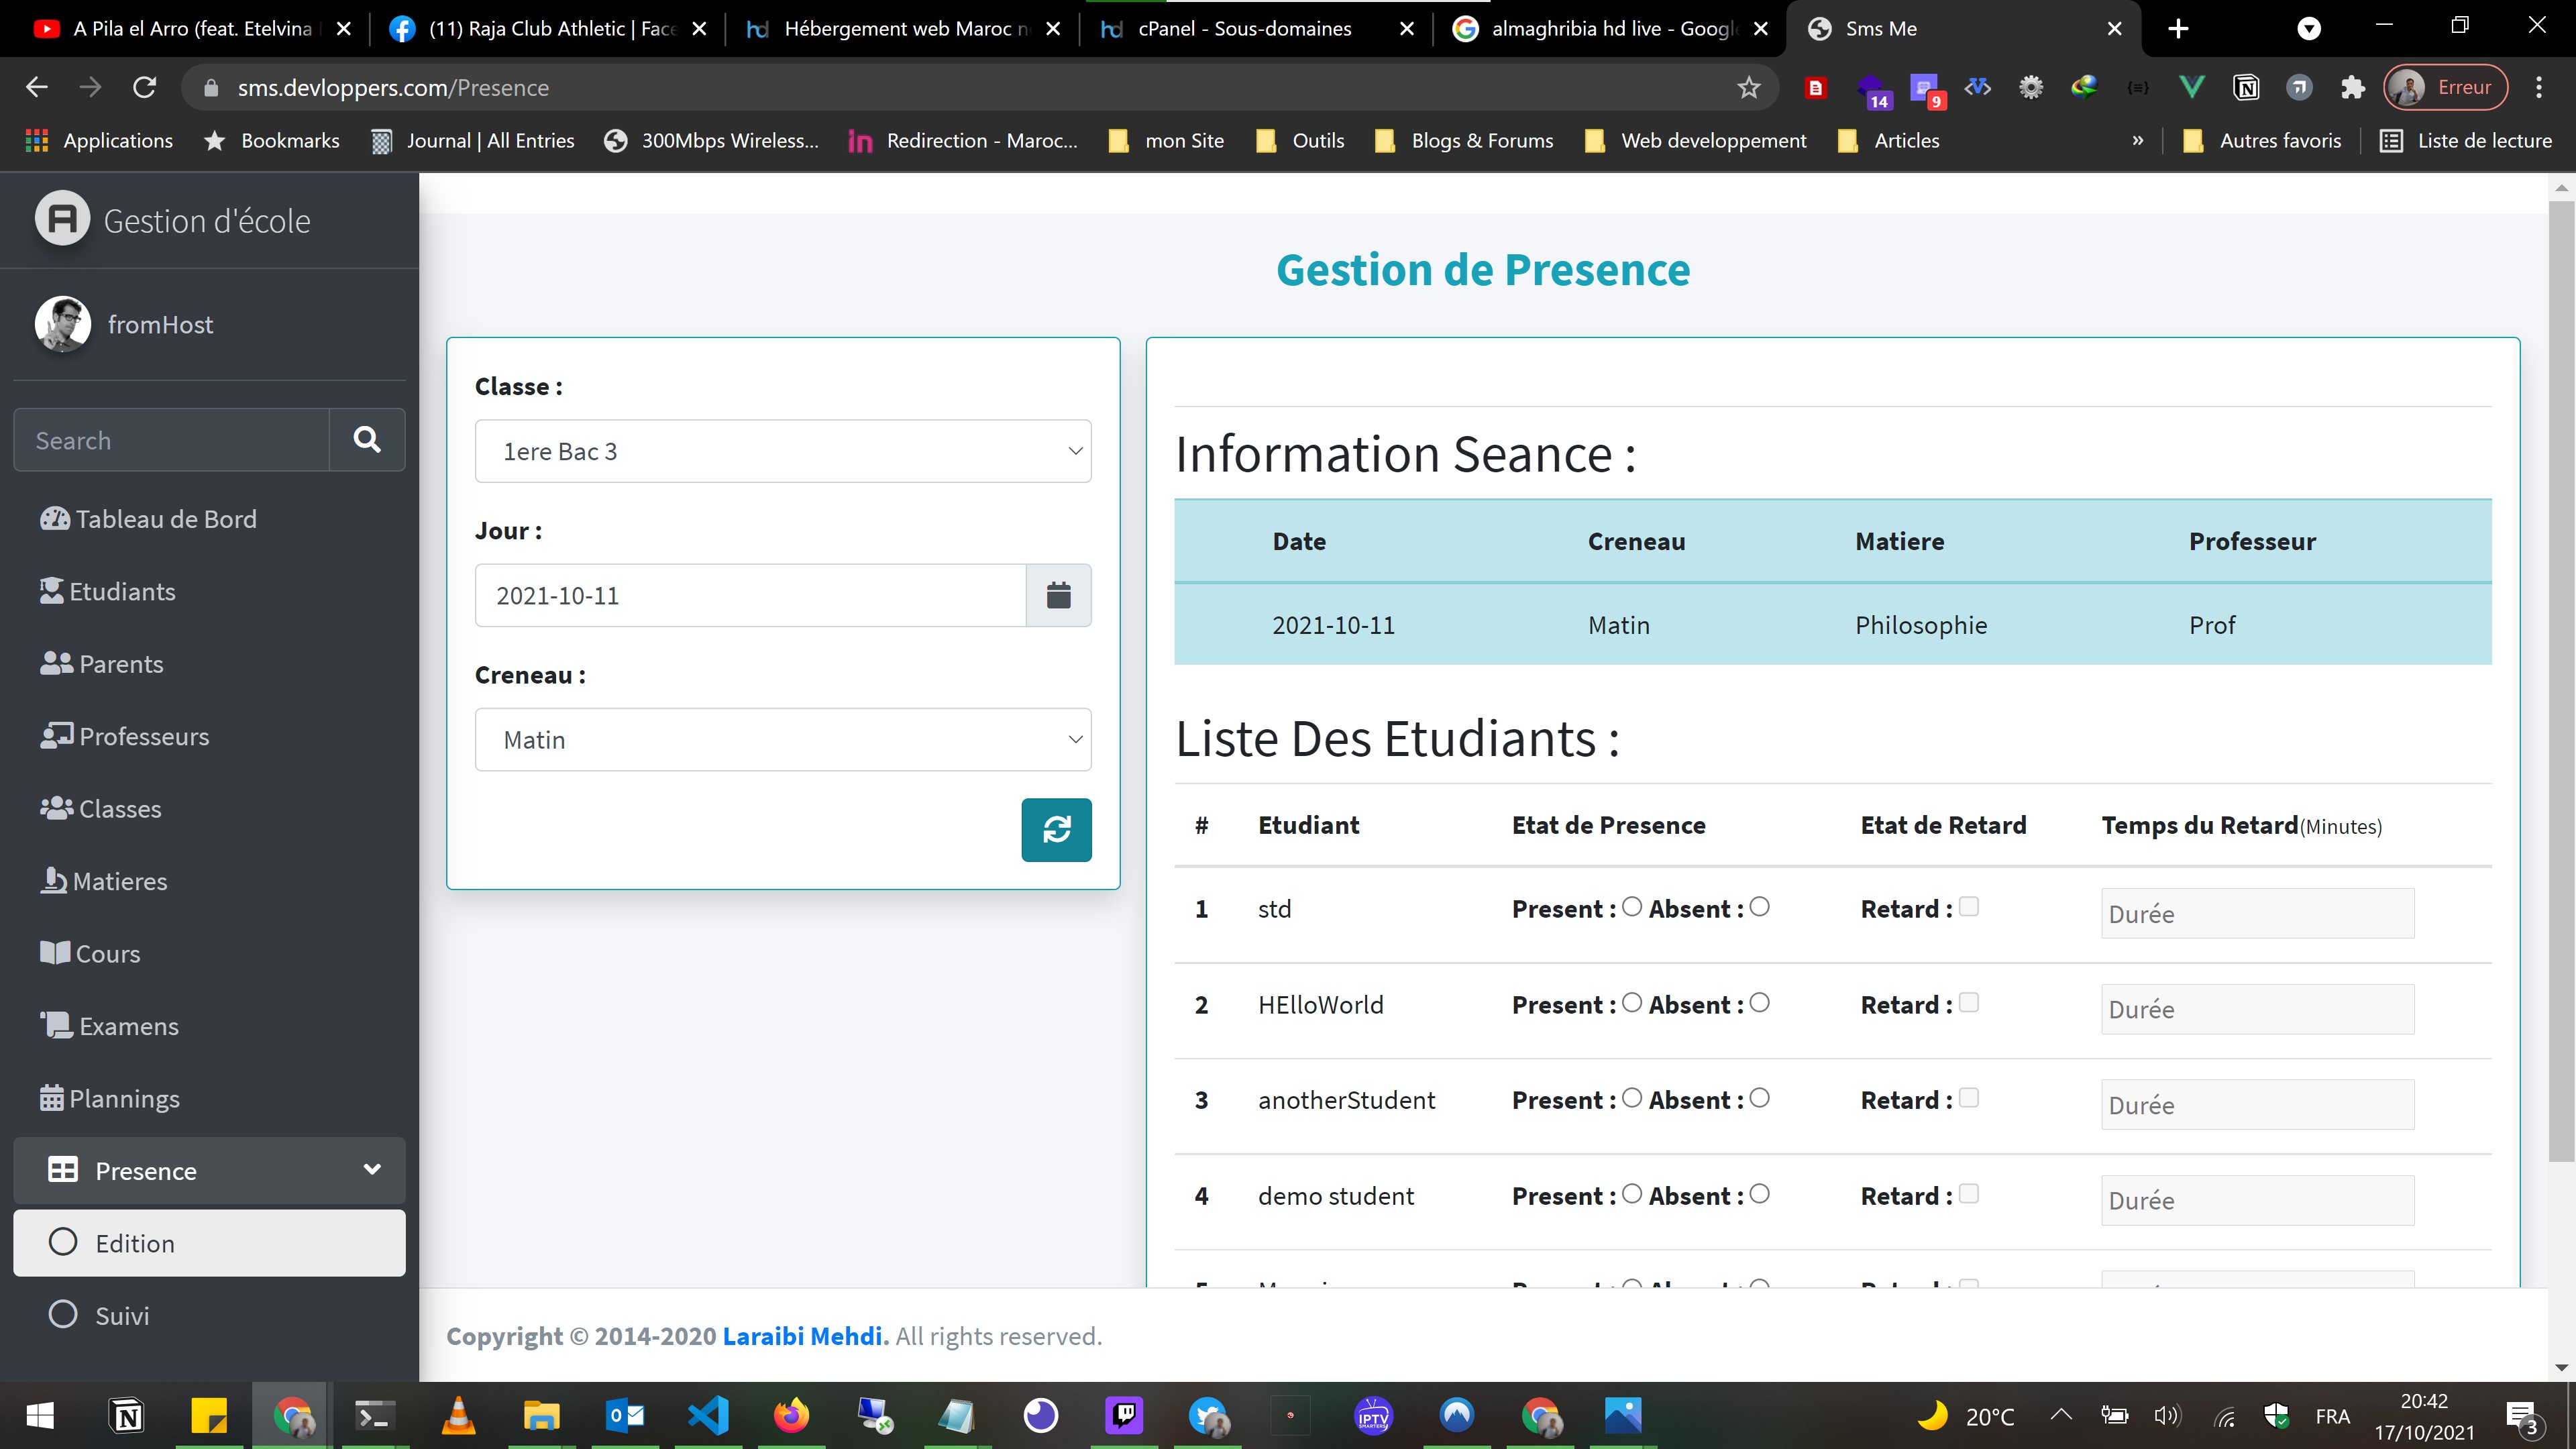 A Pila el Arro (feat. Etelvina
(11) Raja Club Athletic | Face
Hébergement web Maroc n
cPanel - Sous-domaines
almaghribia hd live - Google
Sms Me
sms.devloppers.com/Presence
14
9
Erreur
Applications
Bookmarks
Journal | All Entries
300Mbps Wireless...
Redirection - Maroc...
mon Site
Outils
Blogs & Forums
Web developpement
Articles
»
Autres favoris
Liste de lecture
Gestion d'école
fromHost
Search
Tableau de Bord
Etudiants
Parents
Professeurs
Classes
Matieres
Cours
Examens
Plannings
Presence
Edition
Suivi
Gestion de Presence
Classe :
1ere Bac 3
Jour :
2021-10-11
Creneau :
Matin
Information Seance :
Date Creneau Matiere Professeur
2021-10-11 Matin Philosophie Prof
Liste Des Etudiants :
# Etudiant Etat de Presence Etat de Retard Temps du Retard(Minutes)
1 std Present : Absent : Retard : Durée
2 HElloWorld Present : Absent : Retard : Durée
3 anotherStudent Present : Absent : Retard : Durée
4 demo student Present : Absent : Retard : Durée
Copyright © 2014-2020 Laraibi Mehdi. All rights reserved.
IPTV
20°C
FRA
20:42
17/10/2021
3